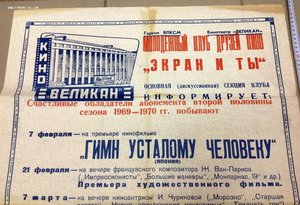 Горком ВЛКСМ Кинотеатр „ВЕЛИКАН"
МОЛОДЕЖНЫЙ КЛУБ ДРУЗЕЙ КИНО
„ЭКРАН И ТЫ"
ОСНОВНАЯ (дискуссионная) СЕКЦИЯ КЛУБА
ИНФОРМИРУЕТ:
КИНО
ВЕЛИКАН
Счастливые обладатели абонемента второй половины
сезона 1969—1970 гг. побывают
7 февраля — на премьере кинофильма
„ГИМН УСТАЛОМУ ЧЕЛОВЕКУ"
(ЯПОНИЯ)
21 февраля — на вечере французского композитора Ж. Ван-Париса
(„Импрессионисты", „Большие маневры", „Монпарнас, 19" и др.)
Премьера художественного фильма.
7 марта — на вечере киноактрисы И. Чуриковой („Морозко", „Старшая